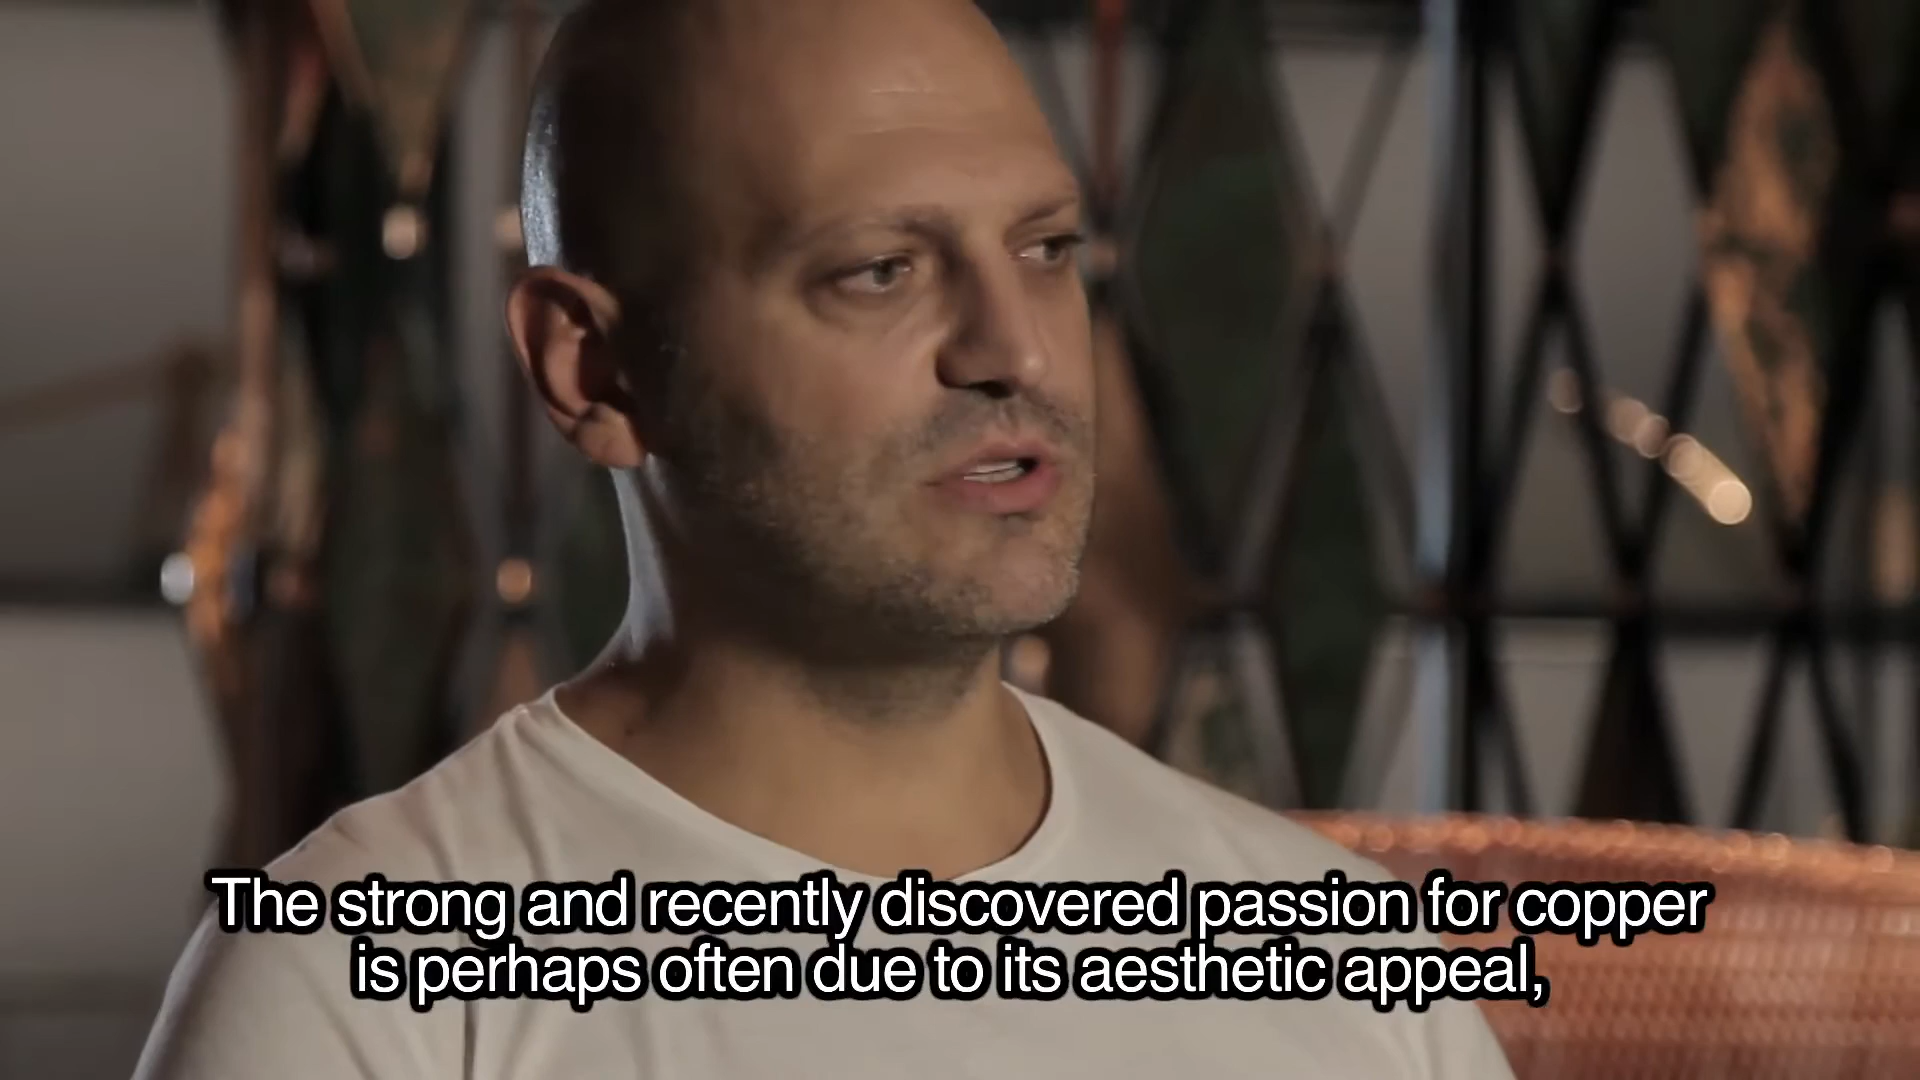 The strong and recently discovered passion for copper
is perhaps often due to its aesthetic appeal,